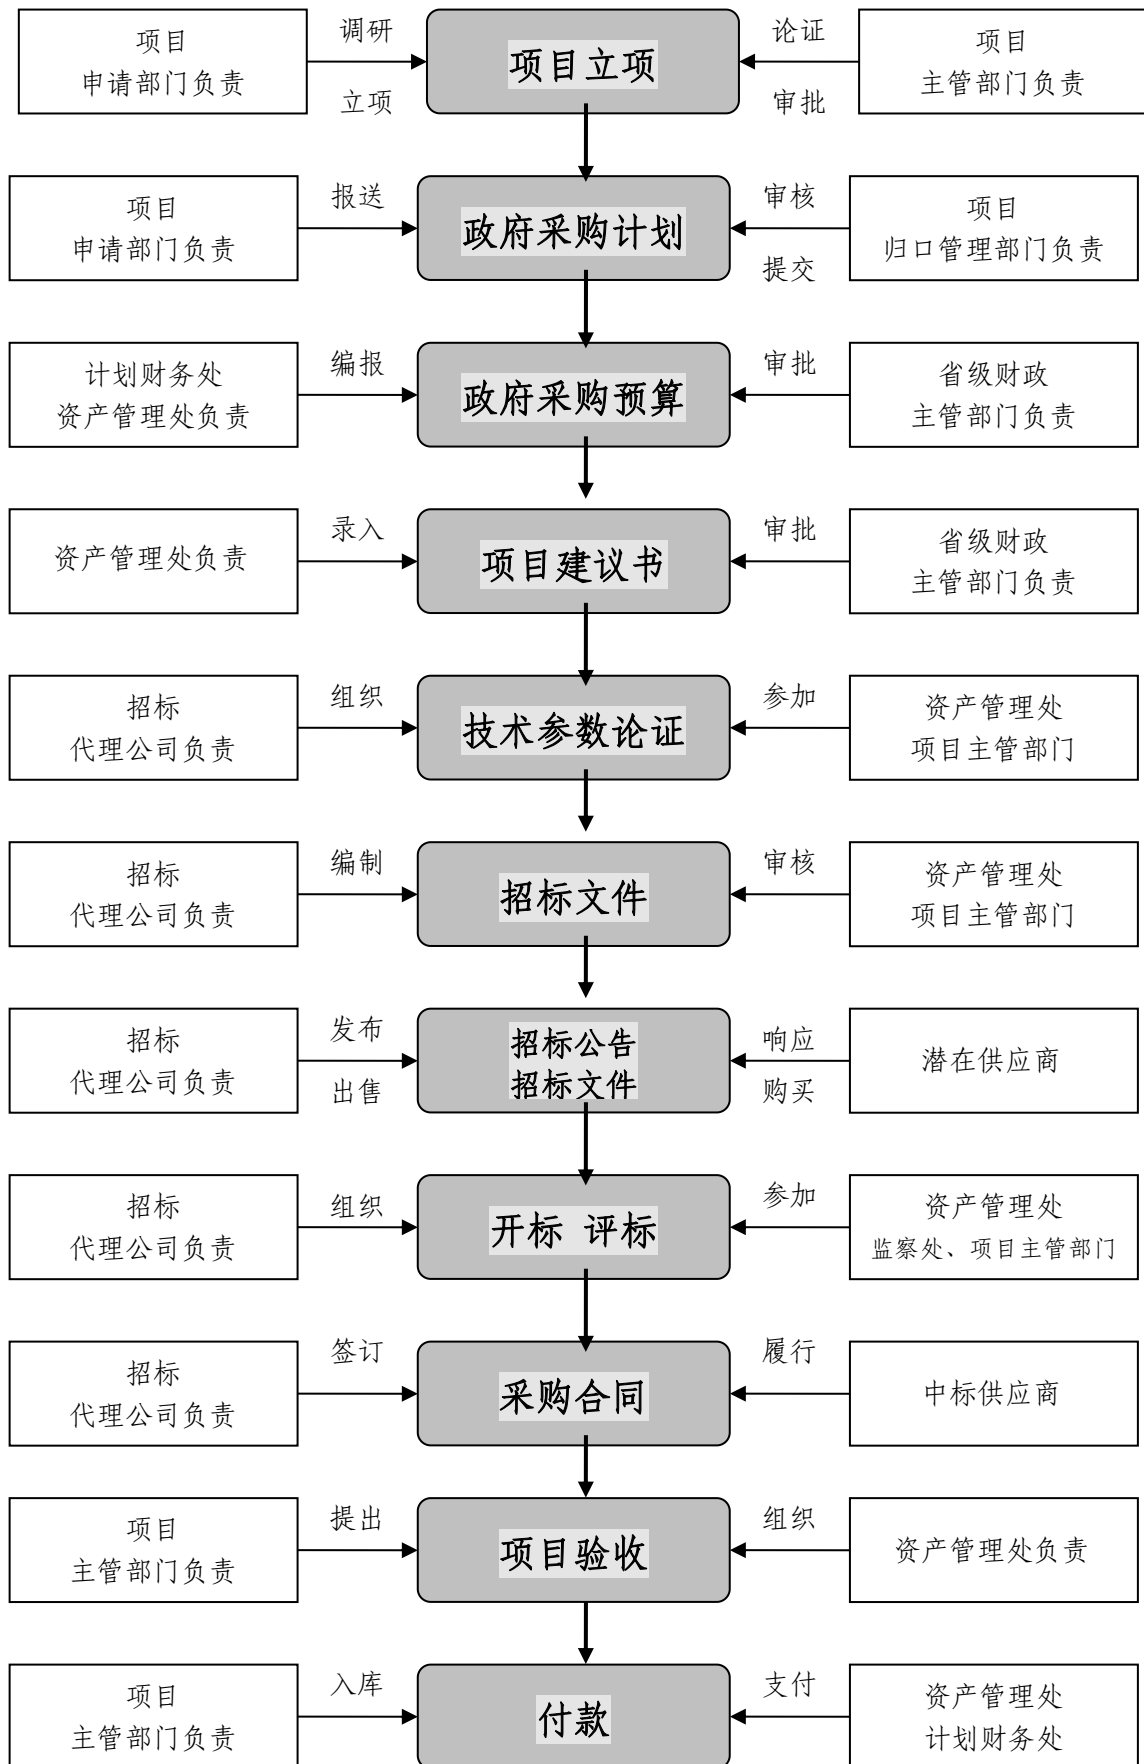 项目
申请部门负责
调研
立项
项目立项
论证
审批
项目
主管部门负责
项目
申请部门负责
报送
政府采购计划
审核
提交
项目
归口管理部门负责
计划财务处
资产管理处负责
编报
政府采购预算
审批
省级财政
主管部门负责
资产管理处负责
录入
项目建议书
审批
省级财政
主管部门负责
招标
代理公司负责
组织
技术参数论证
参加
资产管理处
项目主管部门
招标
代理公司负责
编制
招标文件
审核
资产管理处
项目主管部门
招标
代理公司负责
发布
出售
招标公告
招标文件
响应
购买
潜在供应商
招标
代理公司负责
组织
开标 评标
参加
资产管理处
监察处、项目主管部门
招标
代理公司负责
签订
采购合同
履行
中标供应商
项目
主管部门负责
提出
项目验收
组织
资产管理处负责
项目
主管部门负责
入库
付款
支付
资产管理处
计划财务处